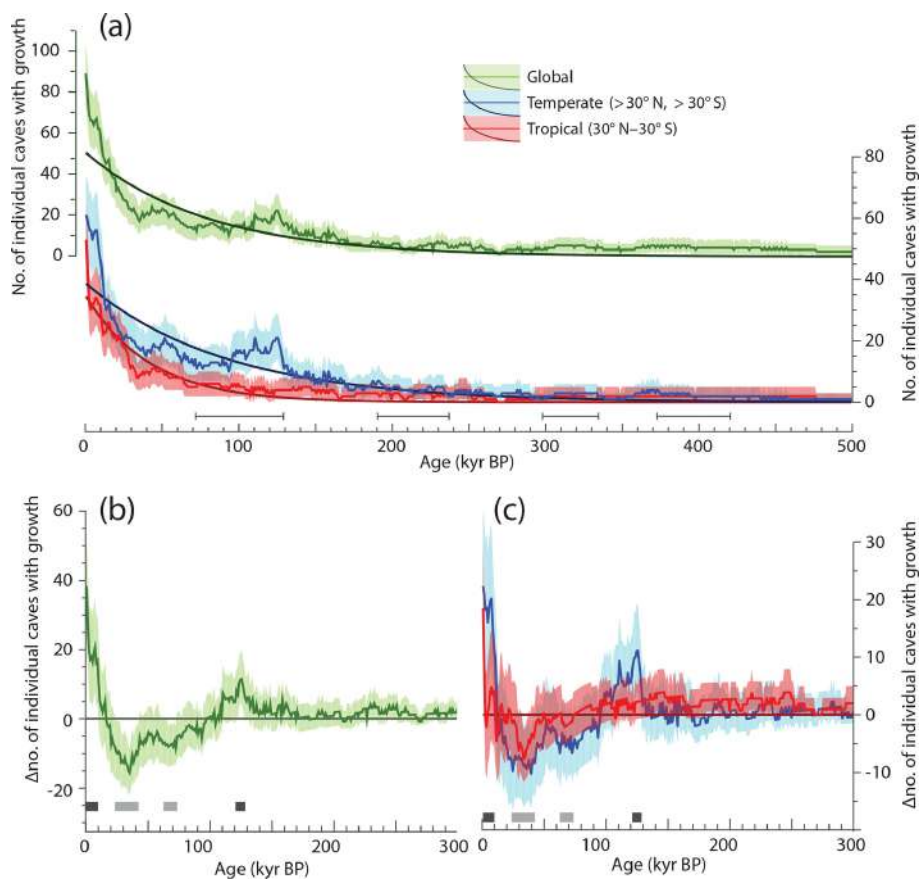 (a)
No. of individual caves with growth
100
80
60
40
20
0
Global
Temperate (>30° N, > 30° S)
Tropical (30° N–30° S)
80
60
40
20
0
No. of individual caves with growth
0 100 200 300 400 500
Age (kyr BP)
(b)
Δno. of individual caves with growth
60
40
20
0
-20
0 100 200 300
Age (kyr BP)
(c)
30
20
10
0
-10
Δno. of individual caves with growth
0 100 200 300
Age (kyr BP)